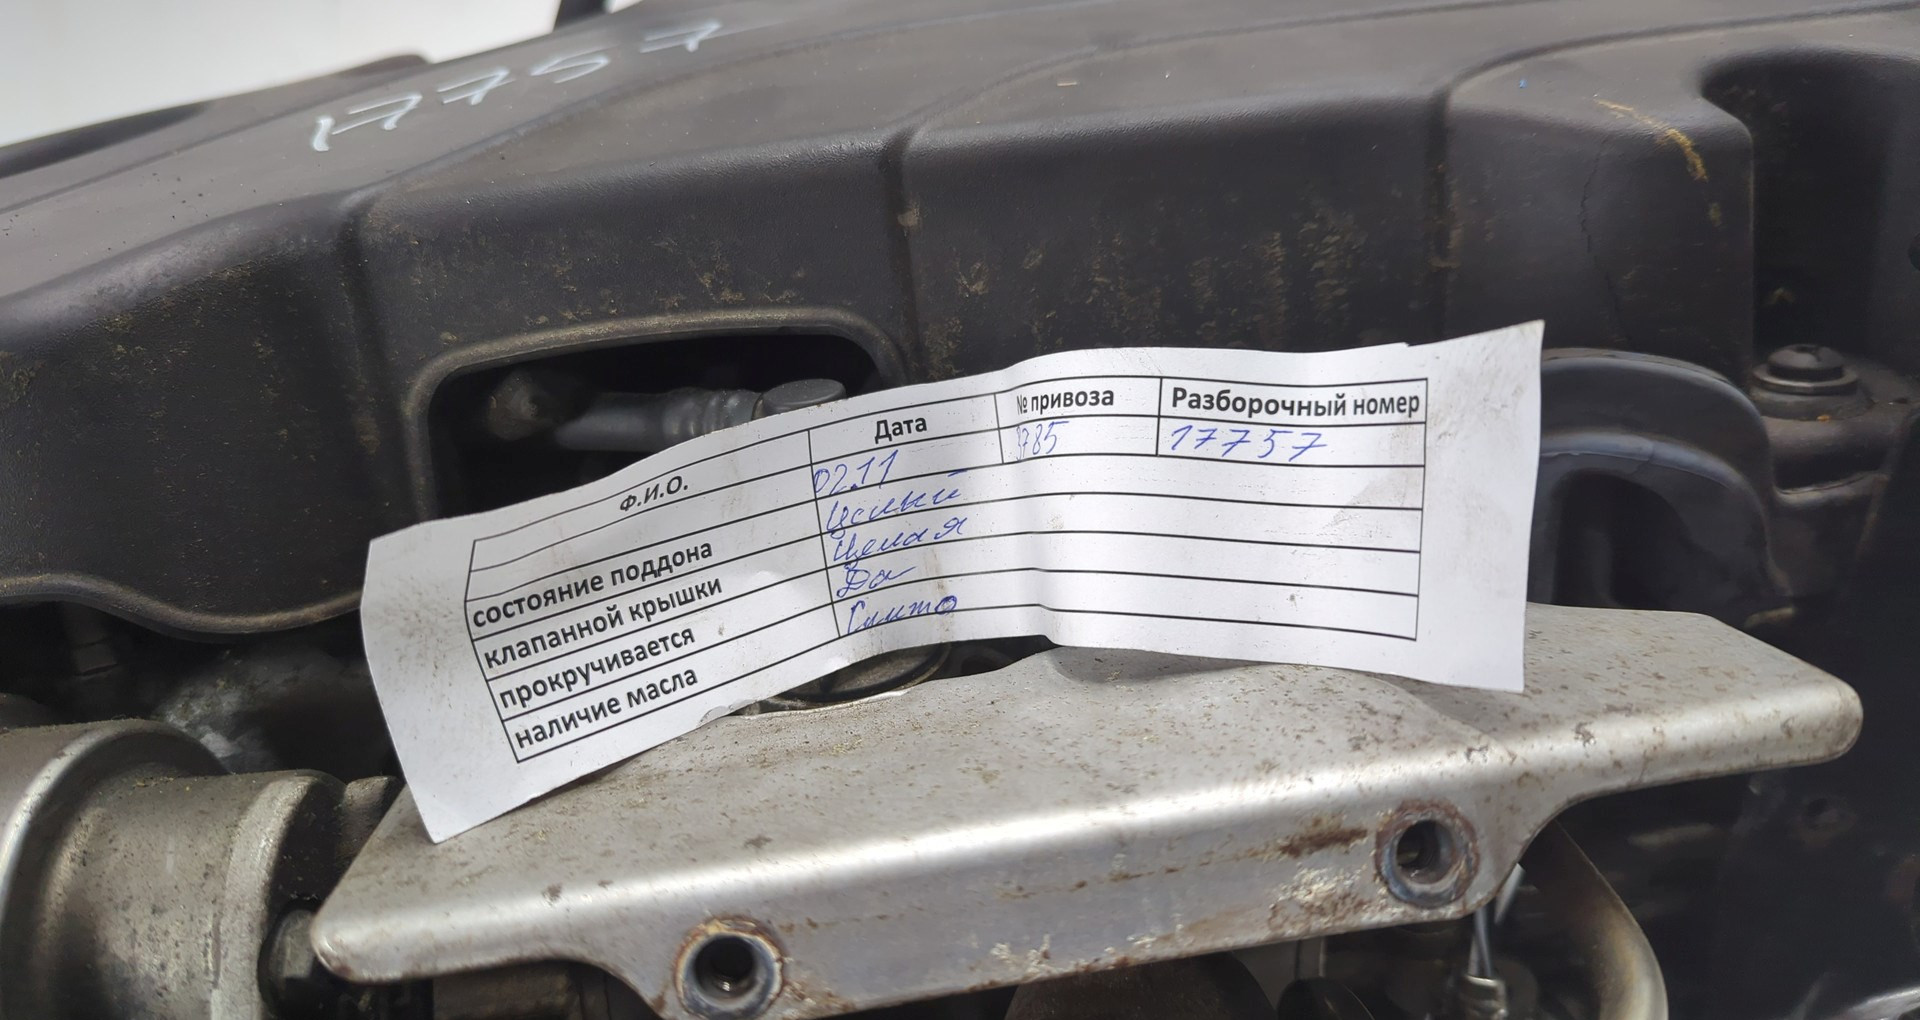 17757
Ф.И.О. Дата № привоза Разборочный номер
02.11 3785 17757
состояние поддона Целый
клапанной крышки Целая
прокручивается Да
наличие масла Слито